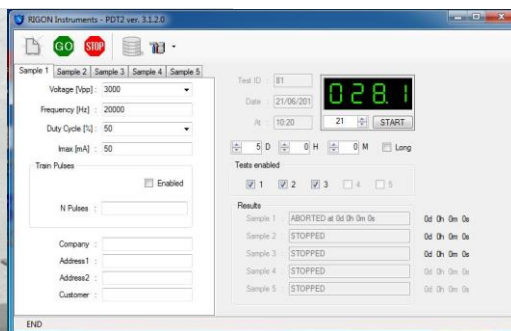 RIGON Instruments - PDT2 ver. 3.1.2.0
GO STOP
Sample 1 Sample 2 Sample 3 Sample 4 Sample 5
Voltage [Vpp] : 3000
Frequency [Hz] : 20000
Duty Cycle [%] : 50
Imax [mA] : 50
Train Pulses
Enabled
N Pulses :
Company :
Address1 :
Address2 :
Customer :
Test ID : 81
Date : 21/06/201
At : 10:20
028.1
21 START
5 D 0 H 0 M Long
Tests enabled
1 2 3 4 5
Results
Sample 1 : ABORTED at 0d 0h 0m 0s 0d 0h 0m 0s
Sample 2 : STOPPED 0d 0h 0m 0s
Sample 3 : STOPPED 0d 0h 0m 0s
Sample 4 : STOPPED 0d 0h 0m 0s
Sample 5 : STOPPED 0d 0h 0m 0s
END